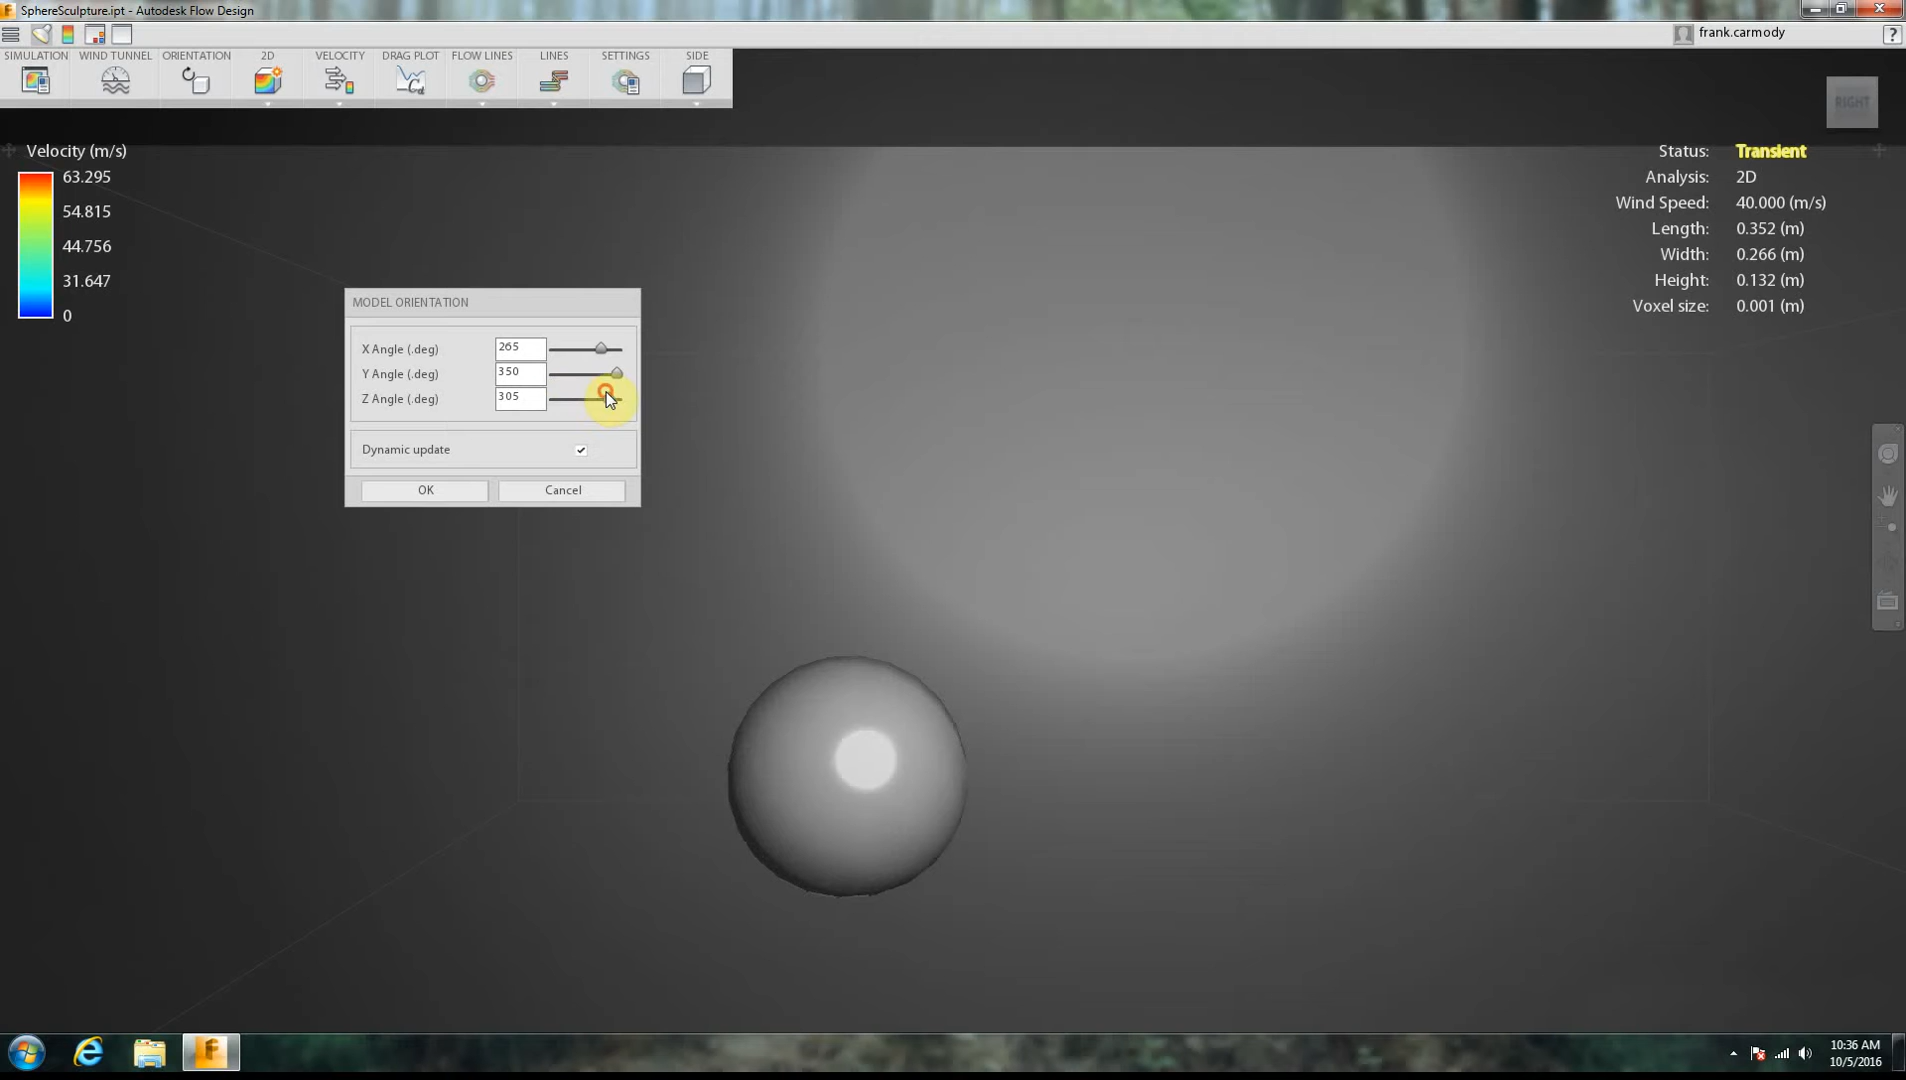 SphereSculpture.ipt - Autodesk Flow Design
frank.carmody
?
SIMULATION
WIND TUNNEL
ORIENTATION
2D
VELOCITY
DRAG PLOT
FLOW LINES
LINES
SETTINGS
SIDE
Cd
RIGHT
Velocity (m/s)
63.295
54.815
44.756
31.647
0
Status: Transient
Analysis: 2D
Wind Speed: 40.000 (m/s)
Length: 0.352 (m)
Width: 0.266 (m)
Height: 0.132 (m)
Voxel size: 0.001 (m)
MODEL ORIENTATION
X Angle (.deg) 265
Y Angle (.deg) 350
Z Angle (.deg) 305
Dynamic update
OK Cancel
10:36 AM
10/5/2016